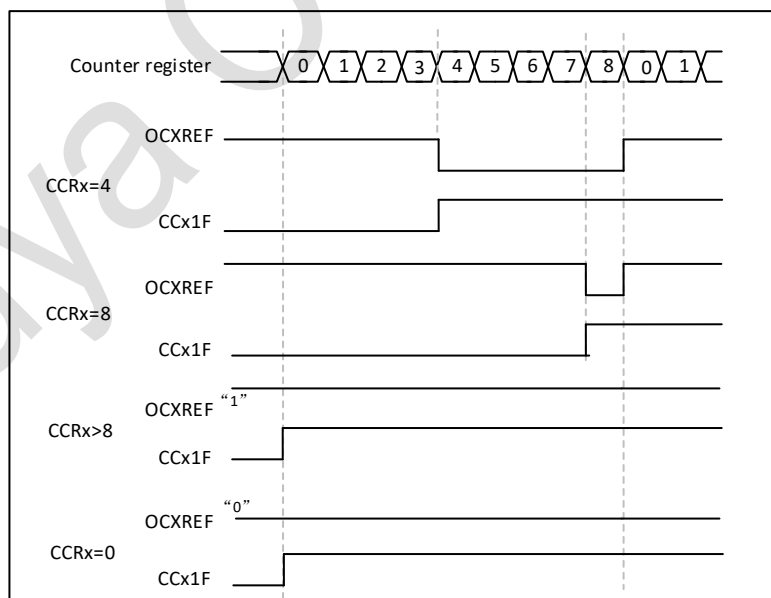 Counter register 0 1 2 3 4 5 6 7 8 0 1
OCXREF
CCRx=4
CCx1F
OCXREF
CCRx=8
CCx1F
OCXREF “1”
CCRx>8
CCx1F
OCXREF “0”
CCRx=0
CCx1F